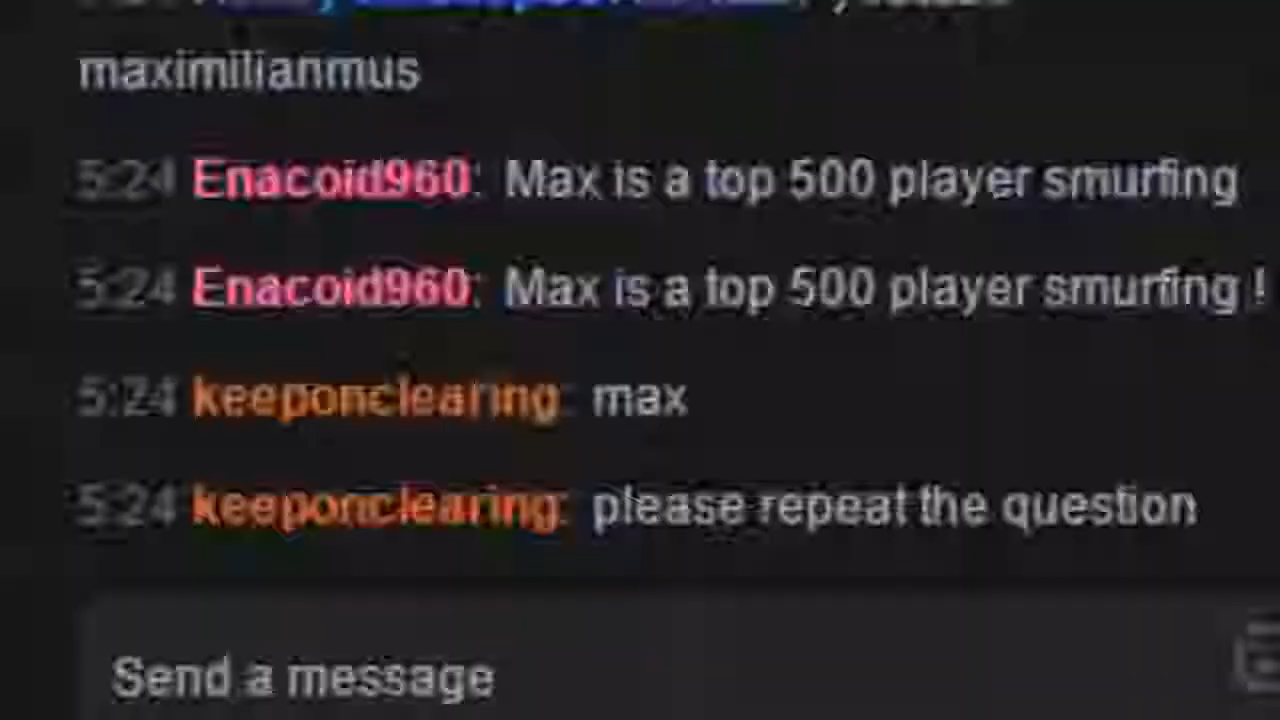 maximilianmus
5:24 Enacoid960: Max is a top 500 player smurfing
5:24 Enacoid960: Max is a top 500 player smurfing !
5:24 keeponclearing: max
5:24 keeponclearing: please repeat the question
Send a message